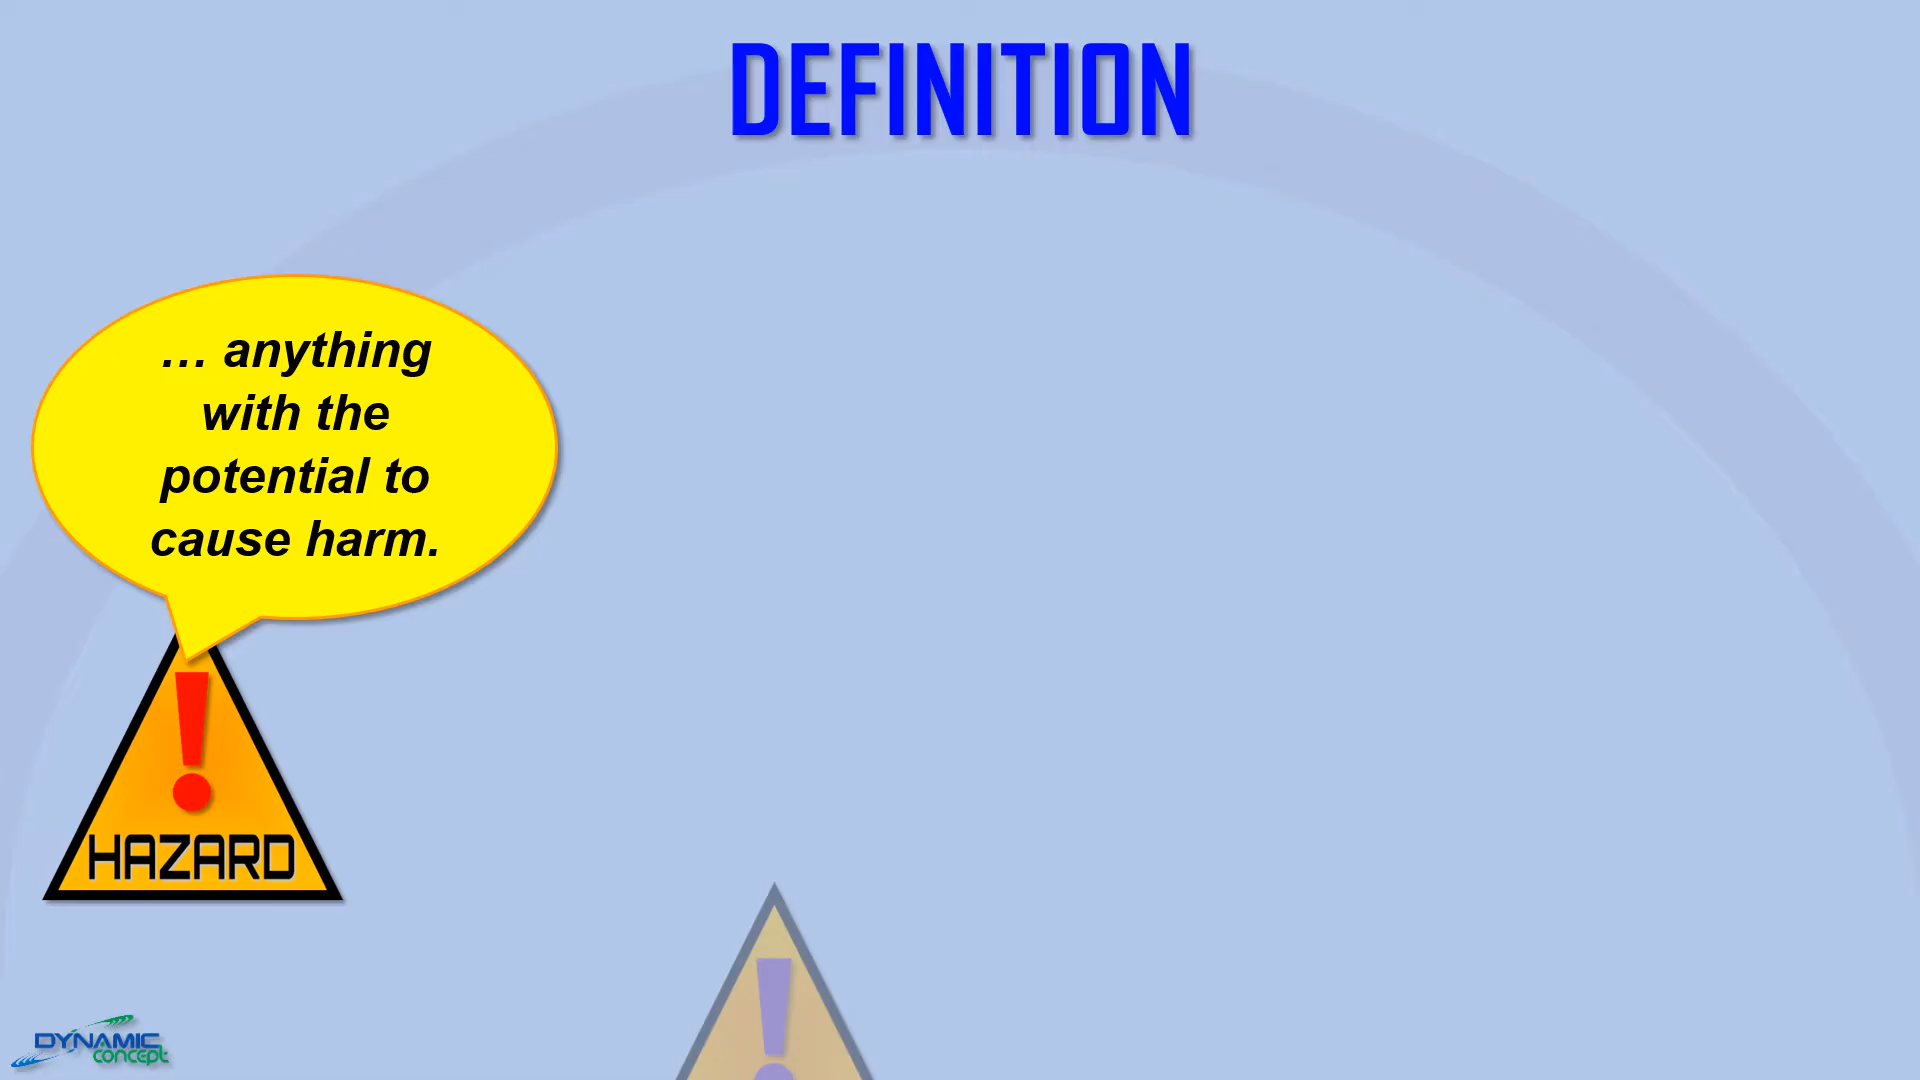 DEFINITION
… anything
with the
potential to
cause harm.
!
HAZARD
!
DYNAMIC
concept